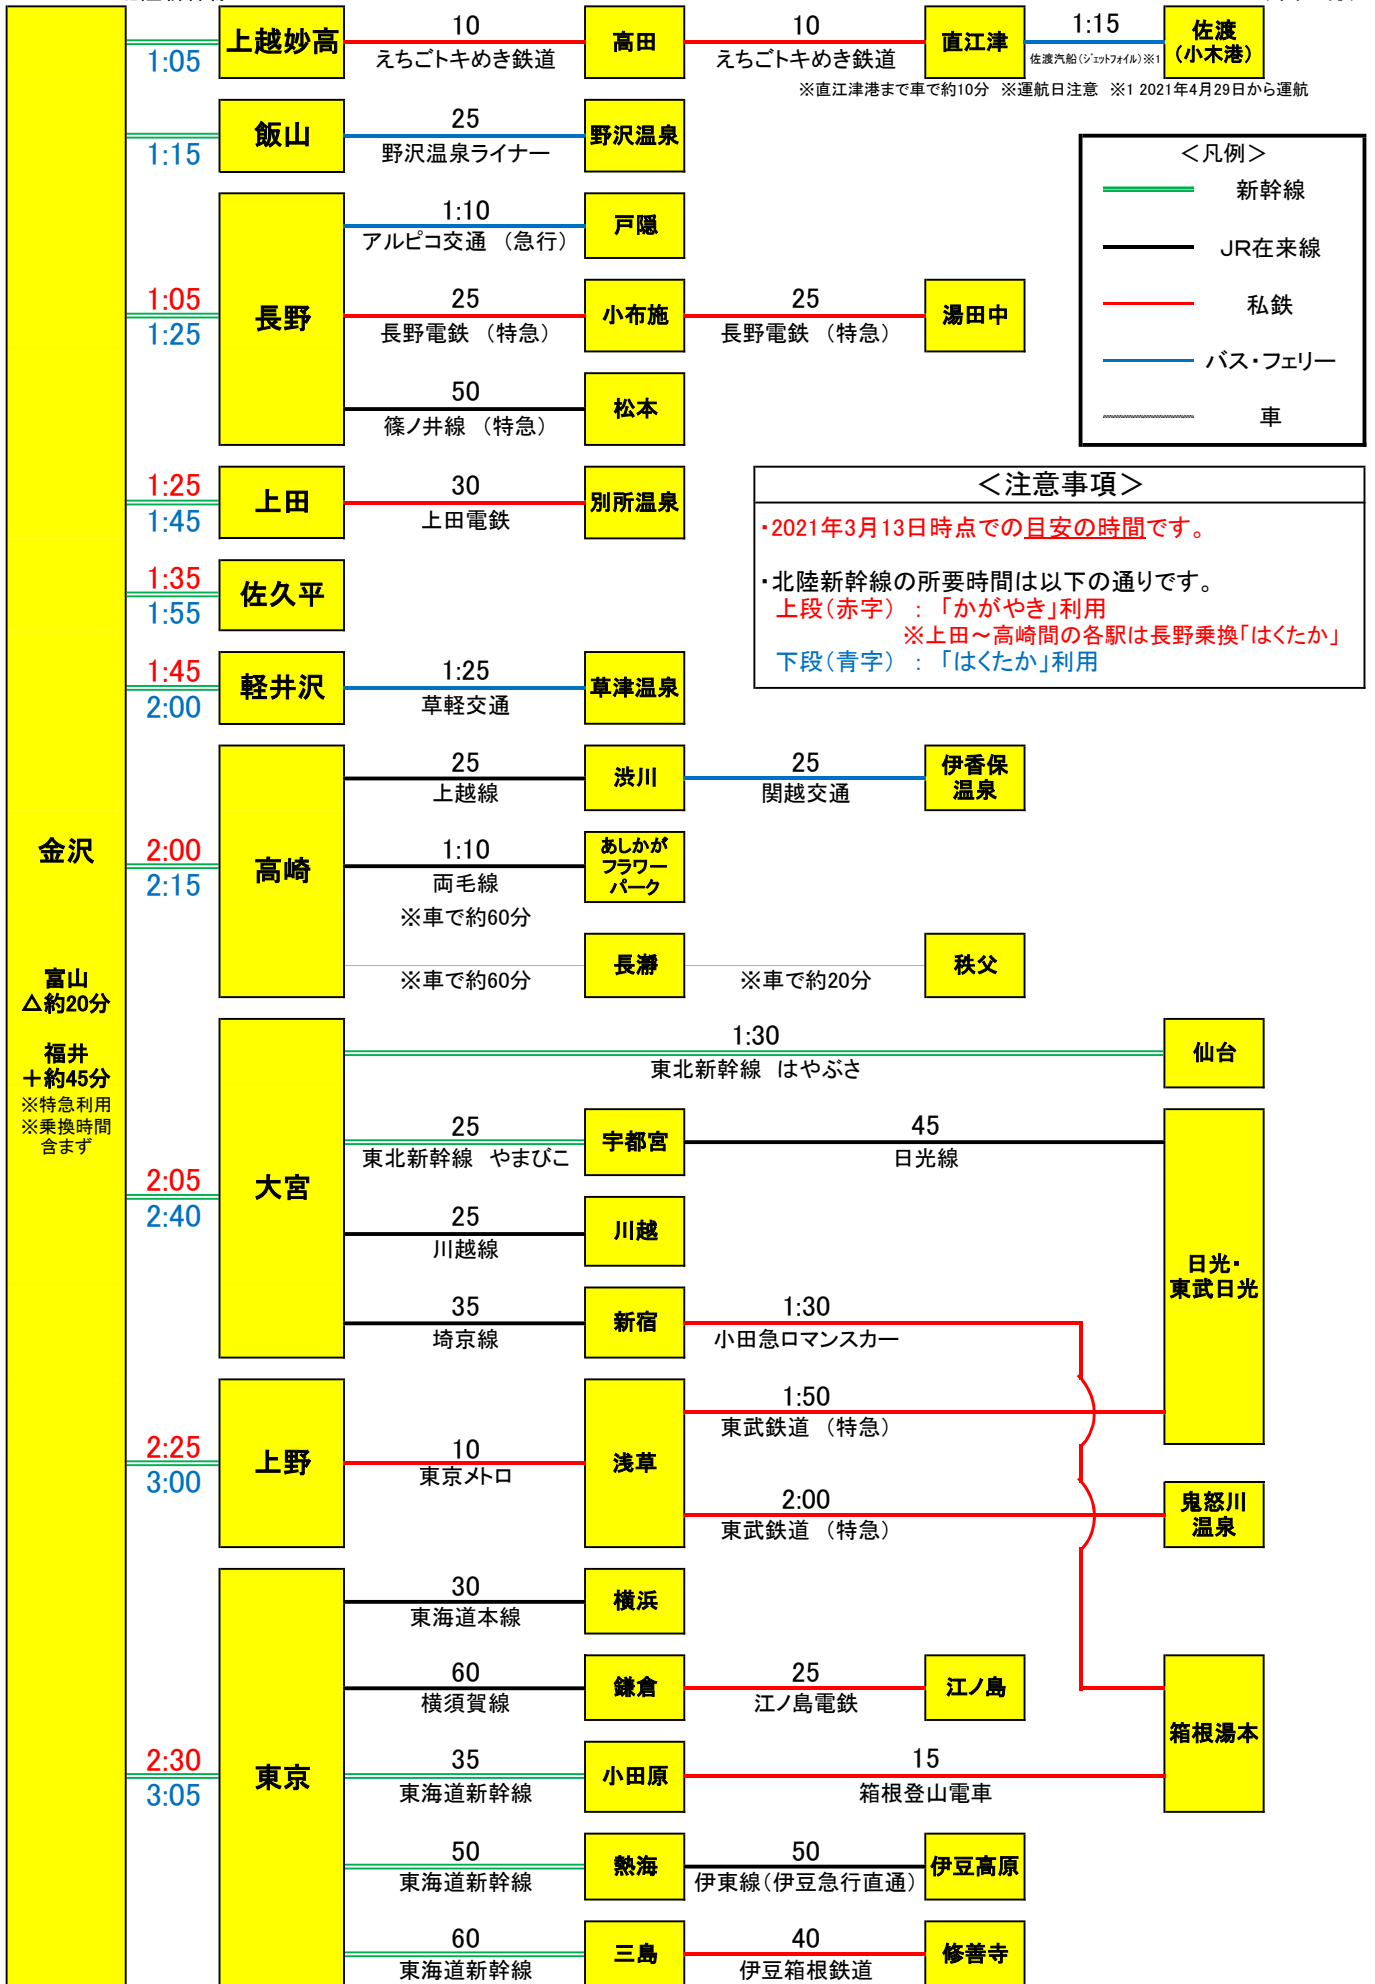 上越妙高
高田
直江津
佐渡
(小木港)
1:05
10
えちごトキめき鉄道
10
えちごトキめき鉄道
1:15
佐渡汽船(ジェットフォイル)※1
※直江津港まで車で約10分 ※運航日注意 ※1 2021年4月29日から運航
1:15
飯山
25
野沢温泉ライナー
野沢温泉
<凡例>
新幹線
JR在来線
私鉄
バス・フェリー
車
1:05
1:25
長野
1:10
アルピコ交通 (急行)
戸隠
25
長野電鉄 (特急)
小布施
25
長野電鉄 (特急)
湯田中
50
篠ノ井線 (特急)
松本
1:25
1:45
上田
30
上田電鉄
別所温泉
<注意事項>
・2021年3月13日時点での目安の時間です。
・北陸新幹線の所要時間は以下の通りです。
上段(赤字) : 「かがやき」利用
※上田~高崎間の各駅は長野乗換「はくたか」
下段(青字) : 「はくたか」利用
1:35
1:55
佐久平
1:45
2:00
軽井沢
1:25
草軽交通
草津温泉
金沢
富山
△約20分
福井
+約45分
※特急利用
※乗換時間
含まず
2:00
2:15
高崎
25
上越線
渋川
25
関越交通
伊香保
温泉
1:10
両毛線
※車で約60分
あしかが
フラワー
パーク
※車で約60分
長瀞
※車で約20分
秩父
2:05
2:40
大宮
1:30
東北新幹線 はやぶさ
仙台
25
東北新幹線 やまびこ
宇都宮
45
日光線
日光・
東武日光
25
川越線
川越
35
埼京線
新宿
1:30
小田急ロマンスカー
2:25
3:00
上野
10
東京メトロ
浅草
1:50
東武鉄道 (特急)
2:00
東武鉄道 (特急)
鬼怒川
温泉
2:30
3:05
東京
30
東海道本線
横浜
60
横須賀線
鎌倉
25
江ノ島電鉄
江ノ島
35
東海道新幹線
小田原
15
箱根登山電車
箱根湯本
50
東海道新幹線
熱海
50
伊東線(伊豆急行直通)
伊豆高原
60
東海道新幹線
三島
40
伊豆箱根鉄道
修善寺